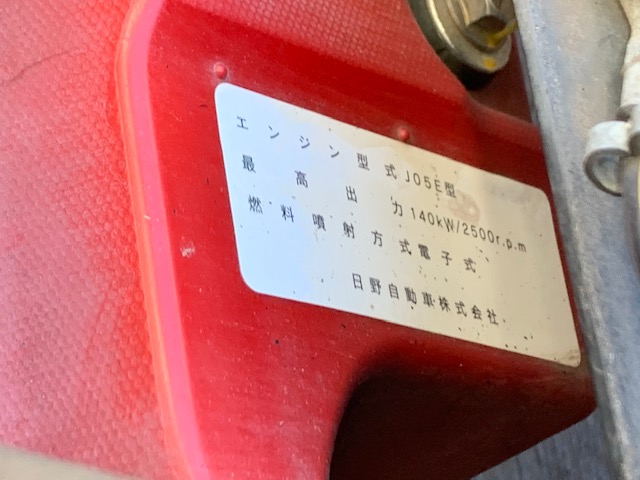 エンジン型式J05E型
最高出力140kW/2500r.p.m
燃料噴射方式電子式
日野自動車株式会社